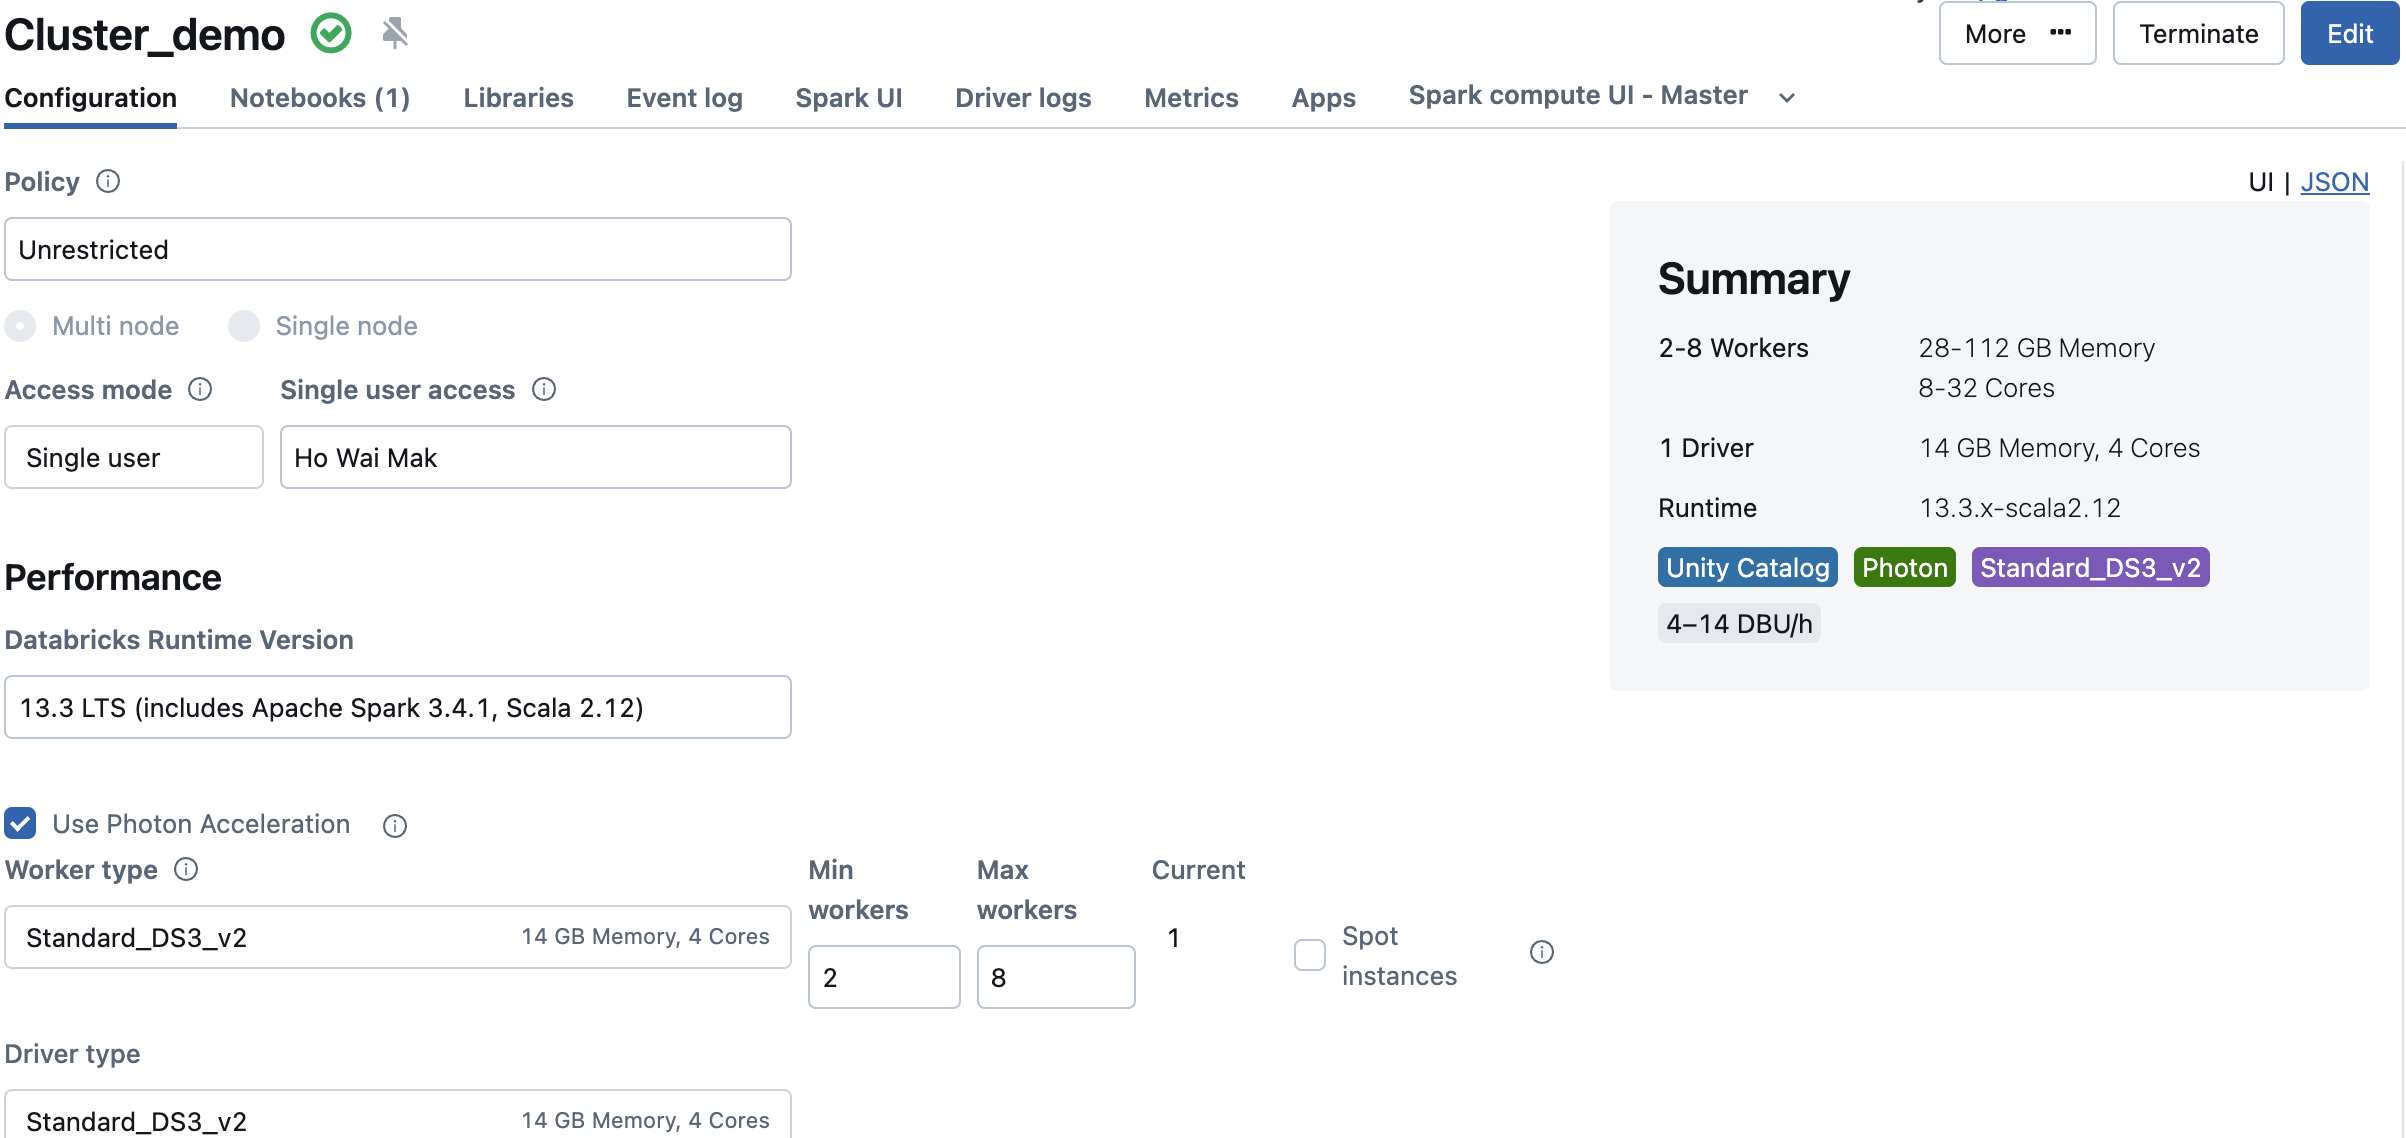 Cluster_demo
More ··· Terminate Edit
Configuration Notebooks (1) Libraries Event log Spark UI Driver logs Metrics Apps Spark compute UI - Master
Policy
UI | JSON
Unrestricted
Multi node Single node
Access mode Single user access
Single user Ho Wai Mak
Performance
Databricks Runtime Version
13.3 LTS (includes Apache Spark 3.4.1, Scala 2.12)
Use Photon Acceleration
Worker type Min workers Max workers Current
Standard_DS3_v2 14 GB Memory, 4 Cores 2 8 1 Spot instances
Driver type
Standard_DS3_v2 14 GB Memory, 4 Cores
Summary
2-8 Workers 28-112 GB Memory
8-32 Cores
1 Driver 14 GB Memory, 4 Cores
Runtime 13.3.x-scala2.12
Unity Catalog Photon Standard_DS3_v2
4–14 DBU/h